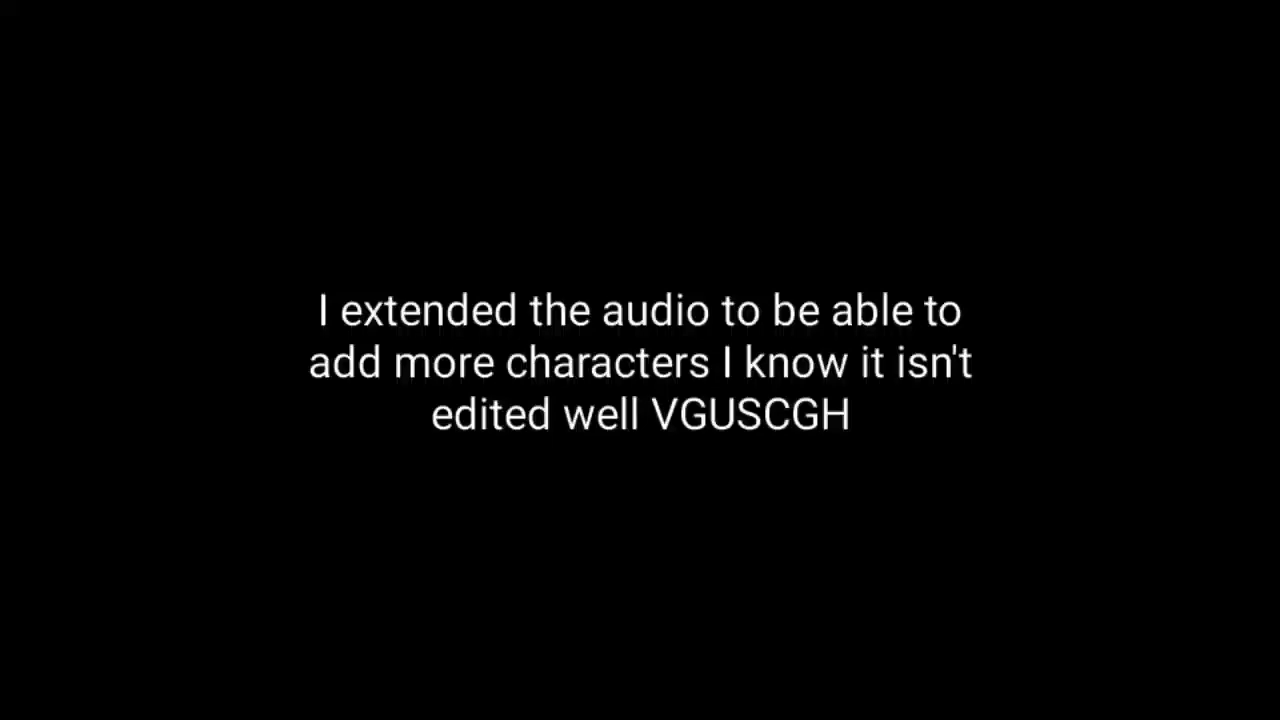 I extended the audio to be able to
add more characters I know it isn't
edited well VGUSCGH